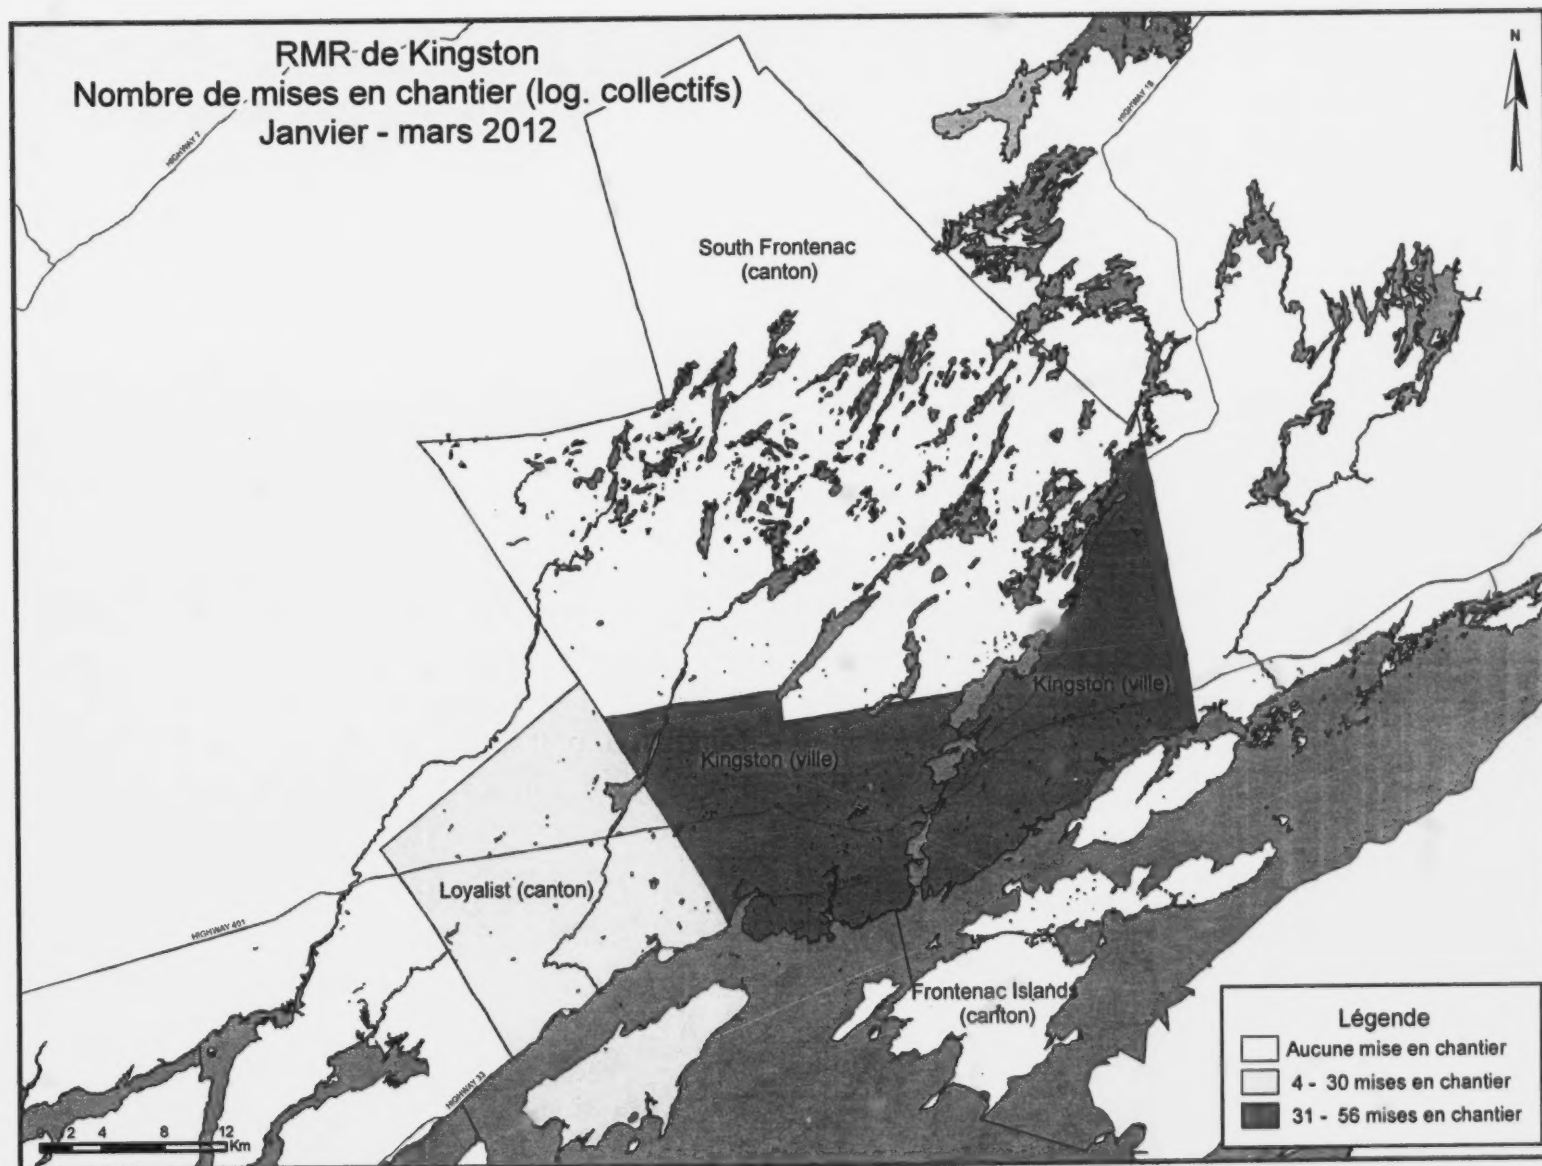 RMR de Kingston
Nombre de mises en chantier (log. collectifs)
Janvier - mars 2012
N
HIGHWAY 7
HIGHWAY 15
South Frontenac
(canton)
Kingston (ville)
Kingston (ville)
Loyalist (canton)
HIGHWAY 401
Frontenac Islands
(canton)
HIGHWAY 33
Légende
Aucune mise en chantier
4 - 30 mises en chantier
31 - 56 mises en chantier
0 2 4 8 12
Km